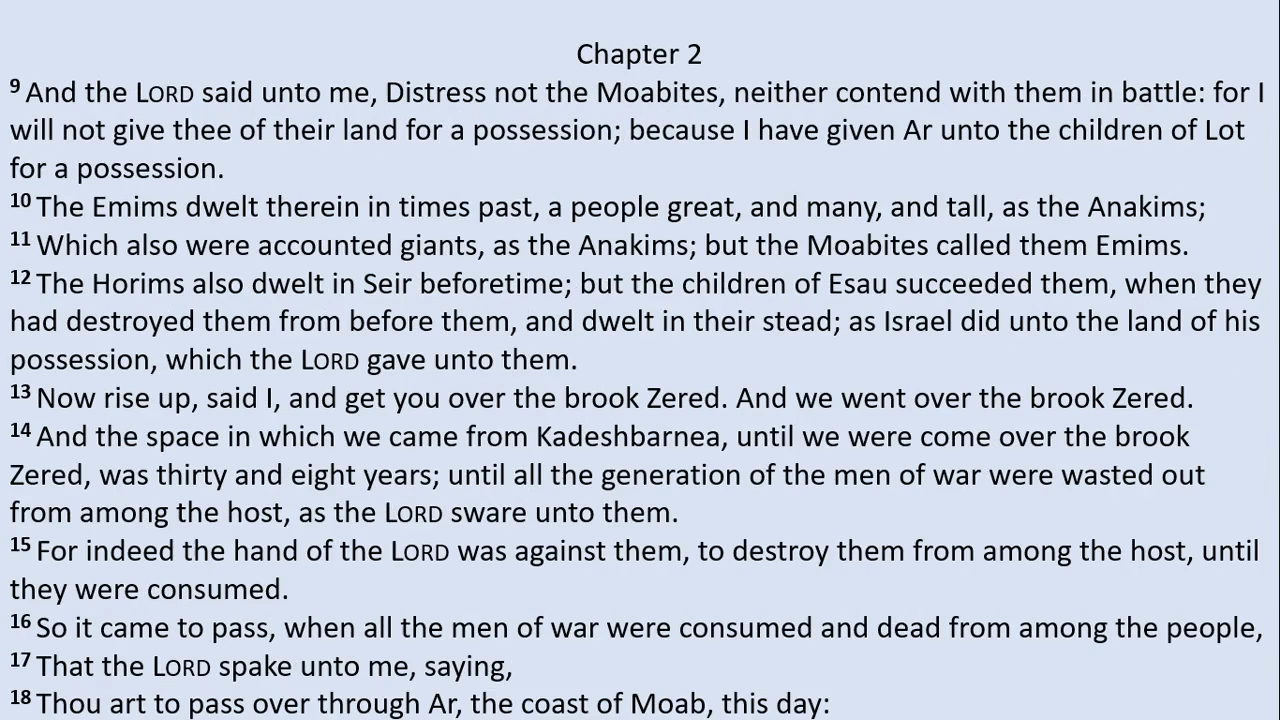 Chapter 2
9 And the LORD said unto me, Distress not the Moabites, neither contend with them in battle: for I
will not give thee of their land for a possession; because I have given Ar unto the children of Lot
for a possession.
10 The Emims dwelt therein in times past, a people great, and many, and tall, as the Anakims;
11 Which also were accounted giants, as the Anakims; but the Moabites called them Emims.
12 The Horims also dwelt in Seir beforetime; but the children of Esau succeeded them, when they
had destroyed them from before them, and dwelt in their stead; as Israel did unto the land of his
possession, which the LORD gave unto them.
13 Now rise up, said I, and get you over the brook Zered. And we went over the brook Zered.
14 And the space in which we came from Kadeshbarnea, until we were come over the brook
Zered, was thirty and eight years; until all the generation of the men of war were wasted out
from among the host, as the LORD sware unto them.
15 For indeed the hand of the LORD was against them, to destroy them from among the host, until
they were consumed.
16 So it came to pass, when all the men of war were consumed and dead from among the people,
17 That the LORD spake unto me, saying,
18 Thou art to pass over through Ar, the coast of Moab, this day: